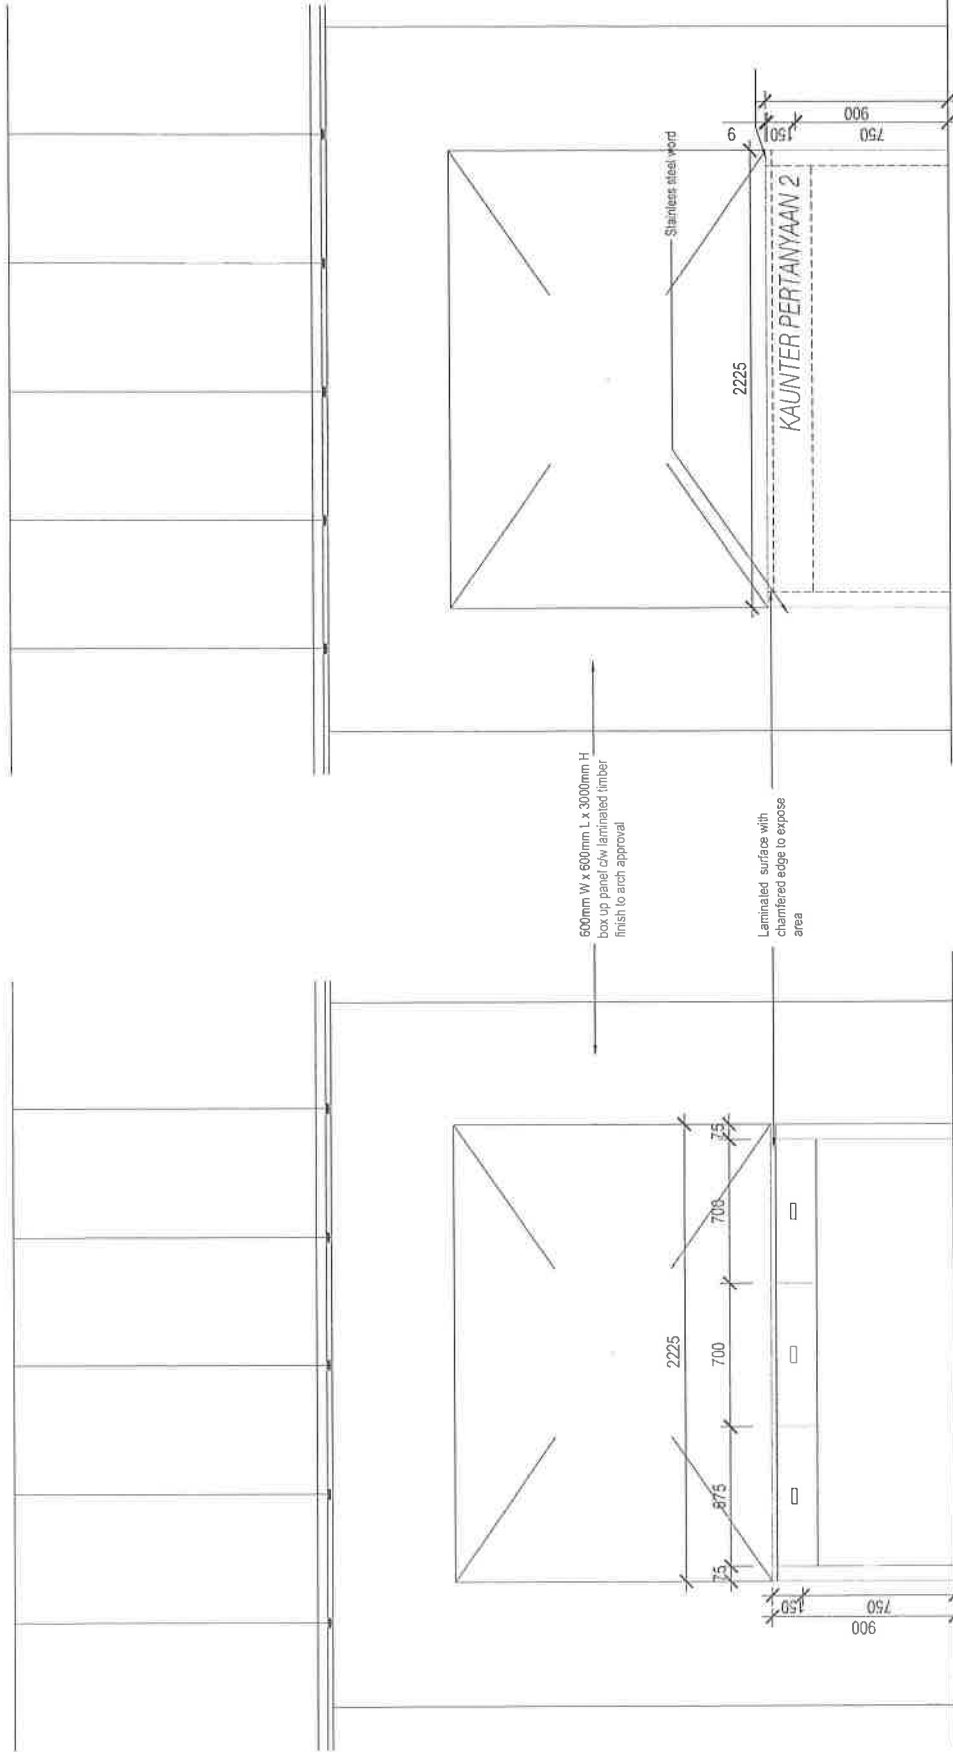 2225
75
875
700
700
75
150
750
900
600mm W x 600mm L x 3000mm H
box up panel c/w laminated timber
finish to arch approval
Laminated surface with
chamfered edge to expose
area
Stainless steel word
2225
KAUNTER PERTANYAAN 2
9
150
750
900